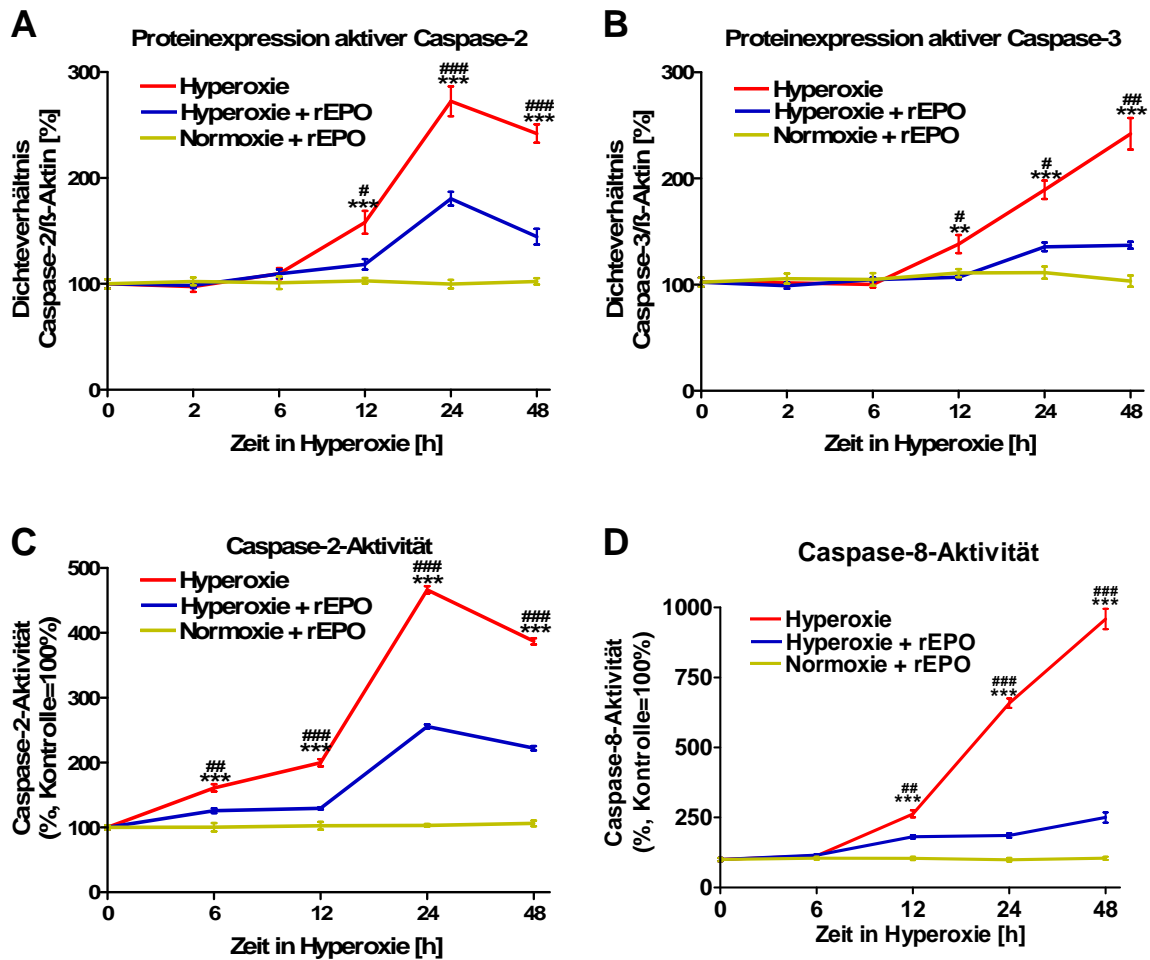 A
Proteinexpression aktiver Caspase-2
Hyperoxie
Hyperoxie + rEPO
Normoxie + rEPO
Dichteverhältnis
Caspase-2/ß-Aktin [%]
300
200
100
0
#
***
###
***
###
***
0 2 6 12 24 48
Zeit in Hyperoxie [h]
B
Proteinexpression aktiver Caspase-3
Hyperoxie
Hyperoxie + rEPO
Normoxie + rEPO
Dichteverhältnis
Caspase-3/ß-Aktin [%]
300
200
100
0
#
**
#
***
##
***
0 2 6 12 24 48
Zeit in Hyperoxie [h]
C
Caspase-2-Aktivität
Hyperoxie
Hyperoxie + rEPO
Normoxie + rEPO
Caspase-2-Aktivität
(%, Kontrolle=100%)
500
400
300
200
100
0
##
***
###
***
###
***
###
***
0 6 12 24 48
Zeit in Hyperoxie [h]
D
Caspase-8-Aktivität
Hyperoxie
Hyperoxie + rEPO
Normoxie + rEPO
Caspase-8-Aktivität
(%, Kontrolle=100%)
1000
750
500
250
0
##
***
###
***
###
***
0 6 12 24 48
Zeit in Hyperoxie [h]